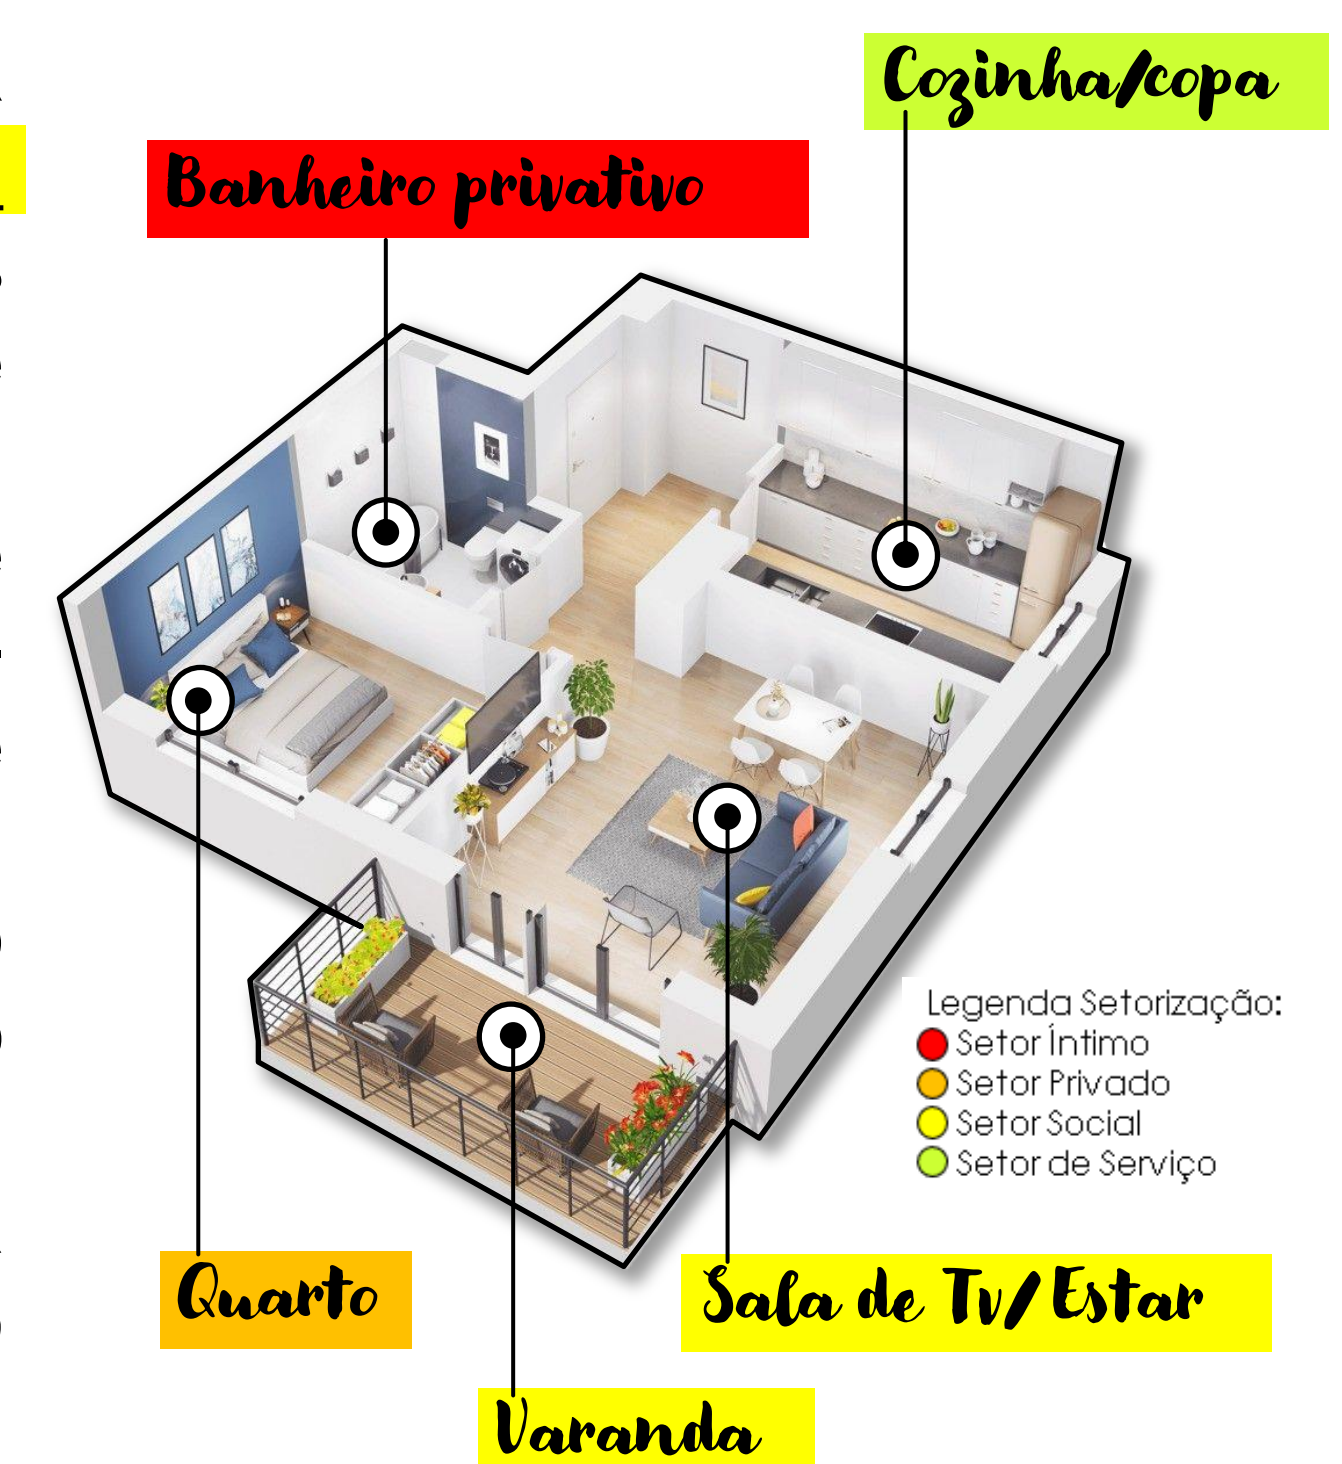 Cozinha/copa
Banheiro privativo
Legenda Setorização:
Setor Íntimo
Setor Privado
Setor Social
Setor de Serviço
Quarto
Sala de Tv/Estar
Varanda